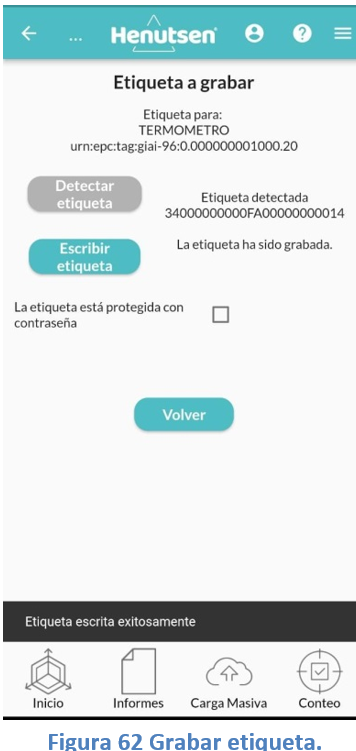 ...
Henutsen
Etiqueta a grabar
Etiqueta para:
TERMOMETRO
urn:epc:tag:giai-96:0.000000001000.20
Detectar
etiqueta
Etiqueta detectada
34000000000FA00000000014
Escribir
etiqueta
La etiqueta ha sido grabada.
La etiqueta está protegida con
contraseña
Volver
Etiqueta escrita exitosamente
Inicio
Informes
Carga Masiva
Conteo
Figura 62 Grabar etiqueta.